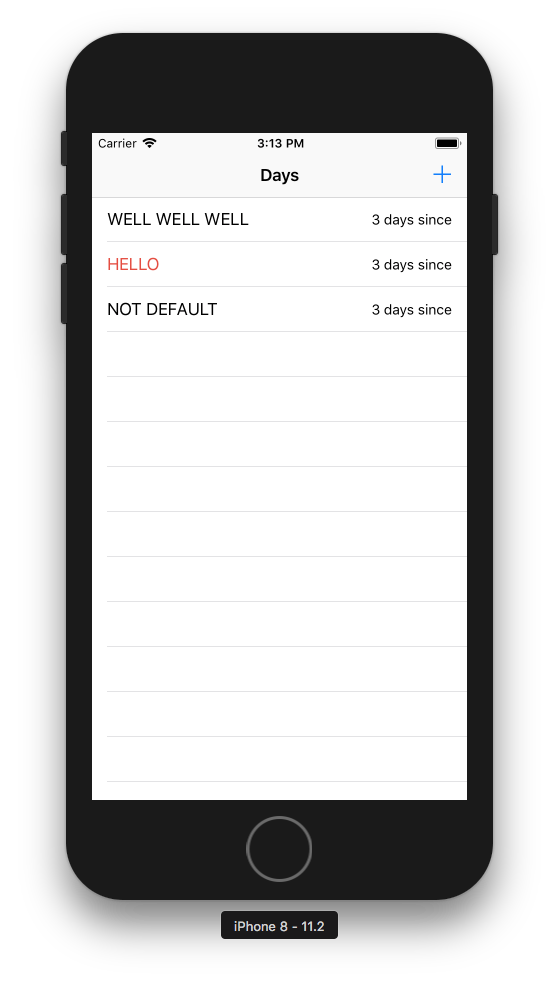 Carrier 3:13 PM
Days +
WELL WELL WELL 3 days since
HELLO 3 days since
NOT DEFAULT 3 days since
iPhone 8 - 11.2